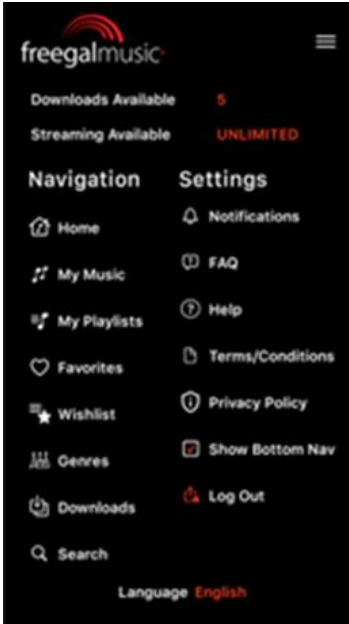 freegalmusic
Downloads Available 5
Streaming Available UNLIMITED
Navigation
Home
My Music
My Playlists
Favorites
Wishlist
Genres
Downloads
Search
Settings
Notifications
FAQ
Help
Terms/Conditions
Privacy Policy
Show Bottom Nav
Log Out
Language English